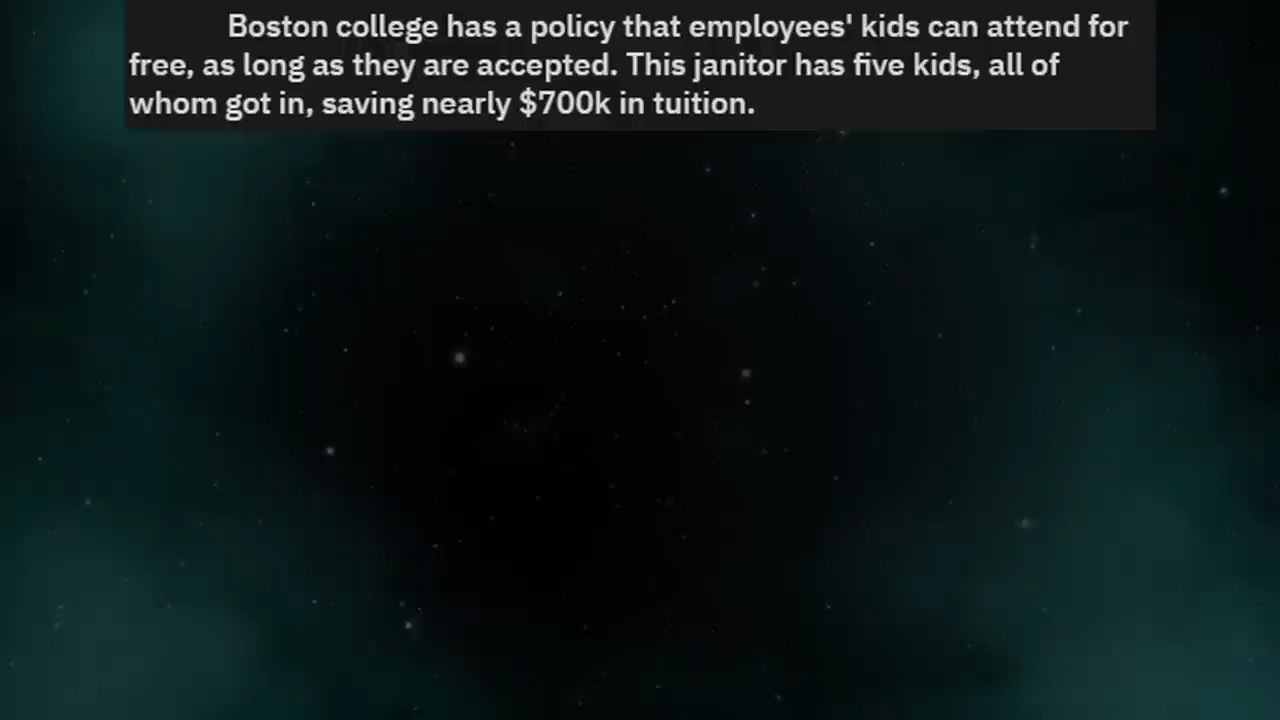 Boston college has a policy that employees' kids can attend for
free, as long as they are accepted. This janitor has five kids, all of
whom got in, saving nearly $700k in tuition.